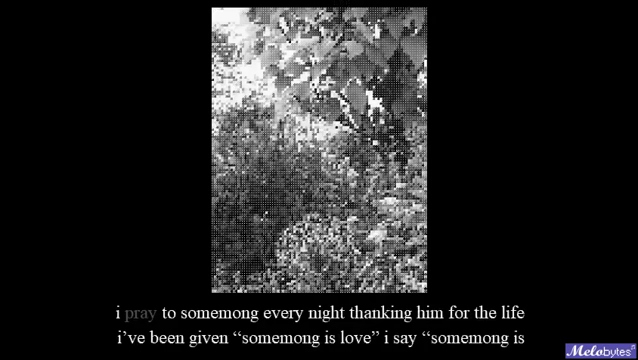 i pray to somemong every night thanking him for the life
i’ve been given “somemong is love” i say “somemong is
Melobytes